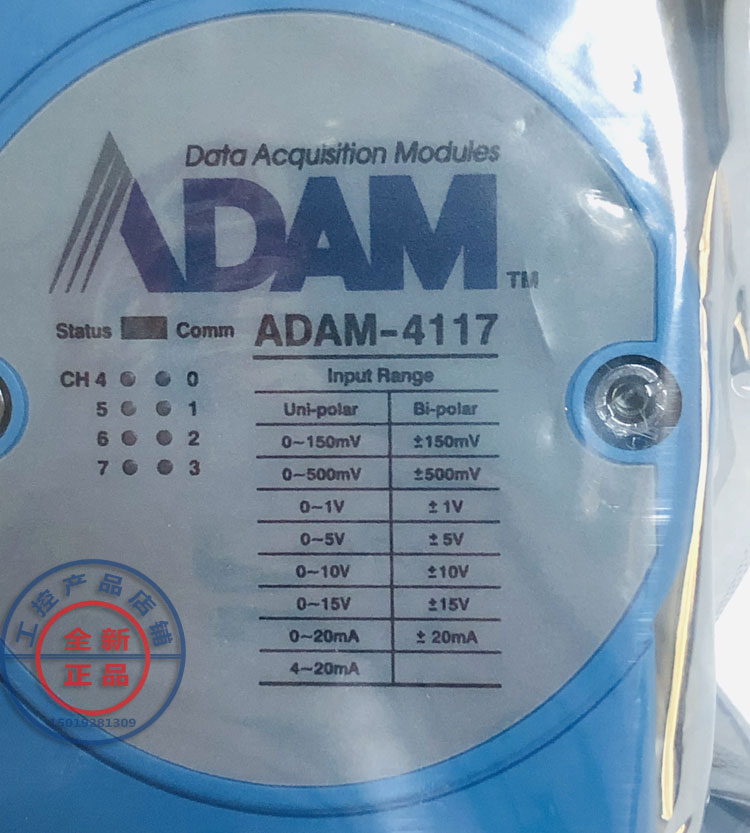 Data Acquisition Modules
ADAM
TM
Status Comm
ADAM-4117
CH 4 0
5 1
6 2
7 3
Input Range
Uni-polar Bi-polar
0~150mV ±150mV
0~500mV ±500mV
0~1V ± 1V
0~5V ± 5V
0~10V ±10V
0~15V ±15V
0~20mA ± 20mA
4~20mA
工控产品店铺
全新
正品
15019281309